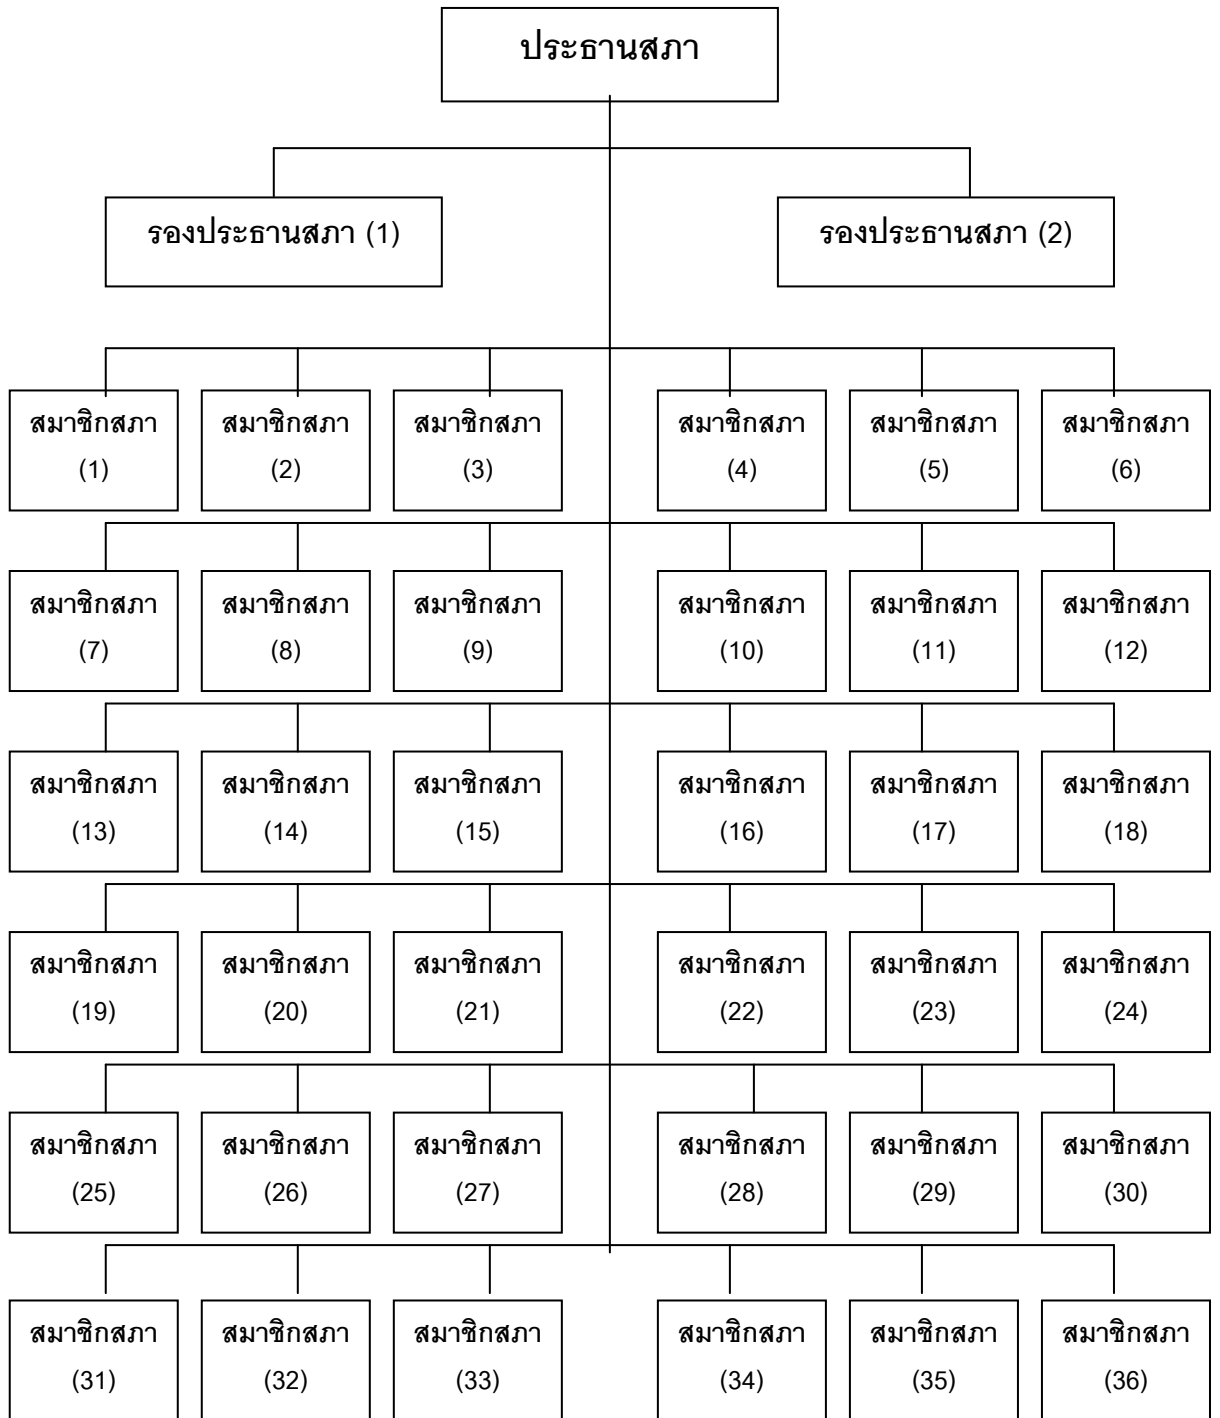 ประธานสภา
รองประธานสภา (1)
รองประธานสภา (2)
สมาชิกสภา
(1)
สมาชิกสภา
(2)
สมาชิกสภา
(3)
สมาชิกสภา
(4)
สมาชิกสภา
(5)
สมาชิกสภา
(6)
สมาชิกสภา
(7)
สมาชิกสภา
(8)
สมาชิกสภา
(9)
สมาชิกสภา
(10)
สมาชิกสภา
(11)
สมาชิกสภา
(12)
สมาชิกสภา
(13)
สมาชิกสภา
(14)
สมาชิกสภา
(15)
สมาชิกสภา
(16)
สมาชิกสภา
(17)
สมาชิกสภา
(18)
สมาชิกสภา
(19)
สมาชิกสภา
(20)
สมาชิกสภา
(21)
สมาชิกสภา
(22)
สมาชิกสภา
(23)
สมาชิกสภา
(24)
สมาชิกสภา
(25)
สมาชิกสภา
(26)
สมาชิกสภา
(27)
สมาชิกสภา
(28)
สมาชิกสภา
(29)
สมาชิกสภา
(30)
สมาชิกสภา
(31)
สมาชิกสภา
(32)
สมาชิกสภา
(33)
สมาชิกสภา
(34)
สมาชิกสภา
(35)
สมาชิกสภา
(36)